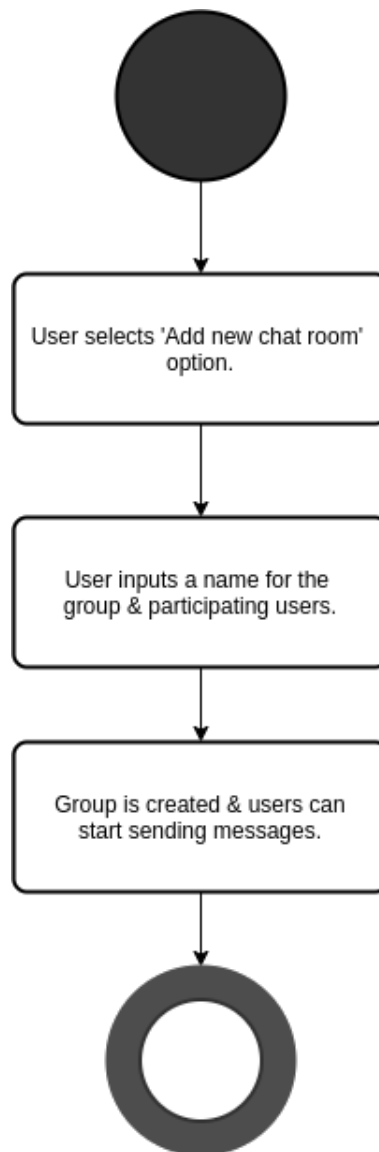 User selects 'Add new chat room'
option.
User inputs a name for the
group & participating users.
Group is created & users can
start sending messages.